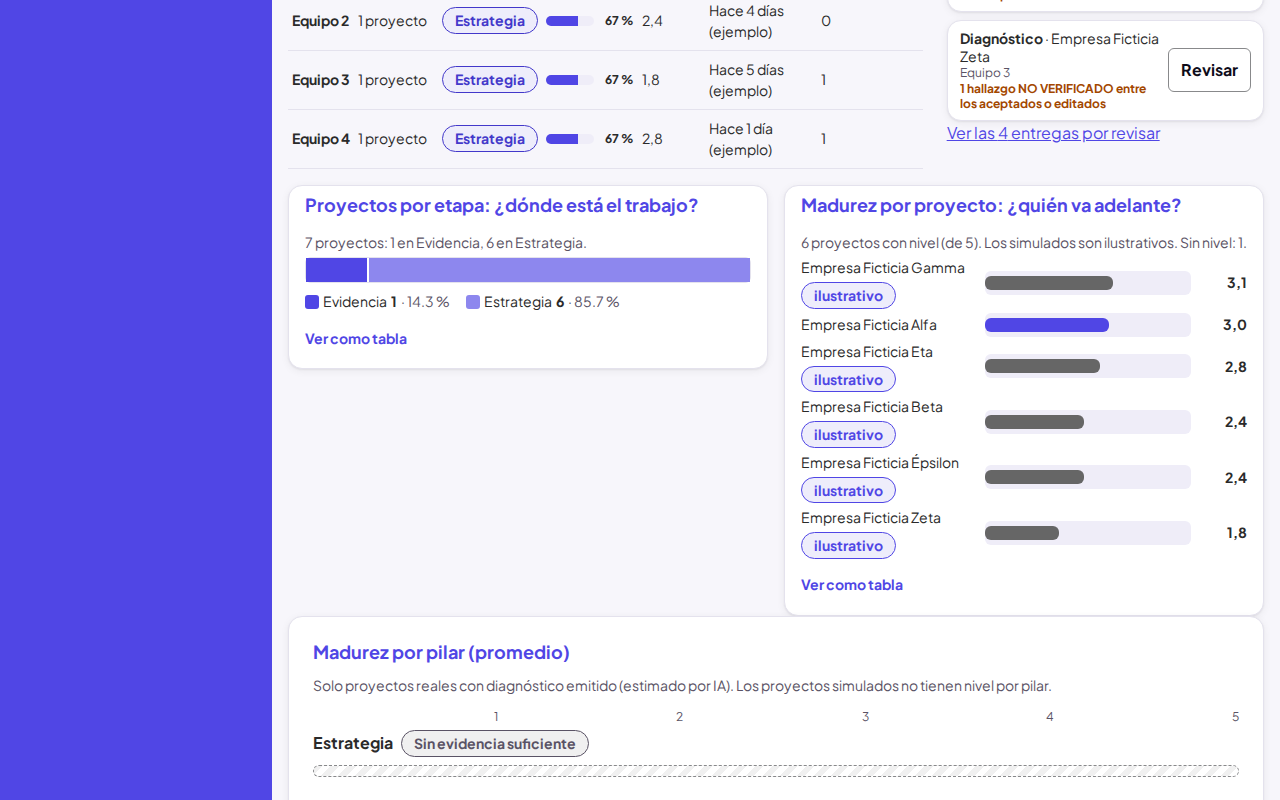 Equipo 2 1 proyecto Estrategia 67 % 2,4 Hace 4 días (ejemplo) 0
Equipo 3 1 proyecto Estrategia 67 % 1,8 Hace 5 días (ejemplo) 1
Equipo 4 1 proyecto Estrategia 67 % 2,8 Hace 1 día (ejemplo) 1
Diagnóstico · Empresa Ficticia
Zeta
Equipo 3
1 hallazgo NO VERIFICADO entre
los aceptados o editados
Revisar
Ver las 4 entregas por revisar
Proyectos por etapa: ¿dónde está el trabajo?
7 proyectos: 1 en Evidencia, 6 en Estrategia.
Evidencia 1 · 14.3 % Estrategia 6 · 85.7 %
Ver como tabla
Madurez por proyecto: ¿quién va adelante?
6 proyectos con nivel (de 5). Los simulados son ilustrativos. Sin nivel: 1.
Empresa Ficticia Gamma
ilustrativo
3,1
Empresa Ficticia Alfa 3,0
Empresa Ficticia Eta
ilustrativo
2,8
Empresa Ficticia Beta
ilustrativo
2,4
Empresa Ficticia Épsilon
ilustrativo
2,4
Empresa Ficticia Zeta
ilustrativo
1,8
Ver como tabla
Madurez por pilar (promedio)
Solo proyectos reales con diagnóstico emitido (estimado por IA). Los proyectos simulados no tienen nivel por pilar.
1 2 3 4 5
Estrategia Sin evidencia suficiente